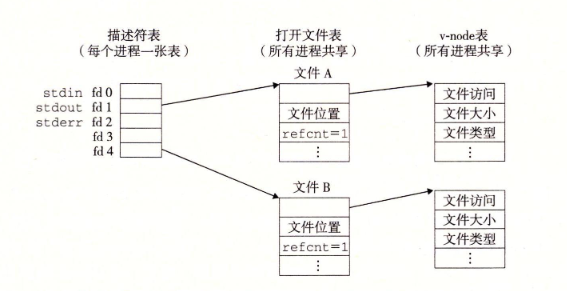 描述符表
（每个进程一张表）
打开文件表
（所有进程共享）
v-node表
（所有进程共享）
stdin fd 0
stdout fd 1
stderr fd 2
fd 3
fd 4
文件 A
文件位置
refcnt=1
⋮
文件访问
文件大小
文件类型
⋮
文件 B
文件位置
refcnt=1
⋮
文件访问
文件大小
文件类型
⋮